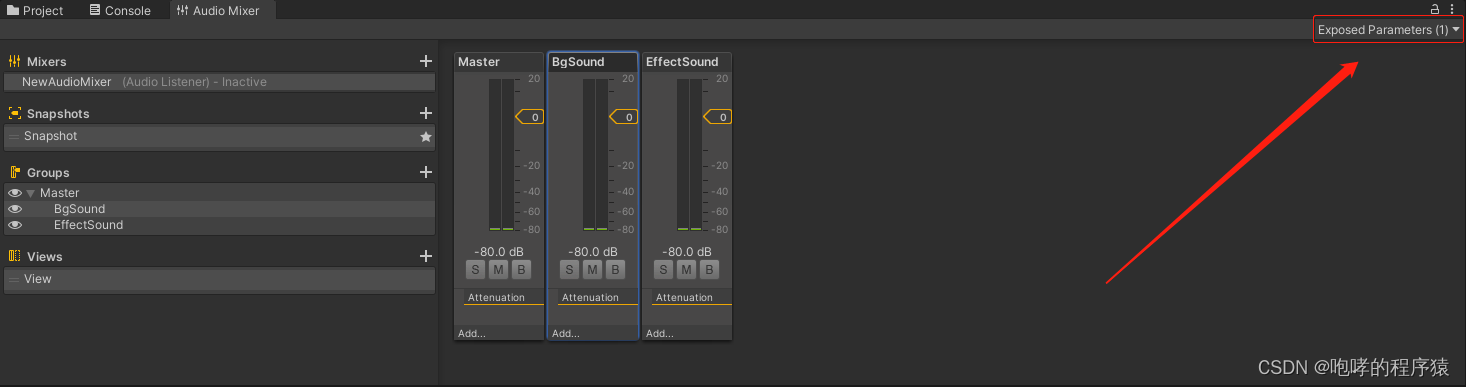 Project Console Audio Mixer
Exposed Parameters (1)
Mixers
NewAudioMixer (Audio Listener) - Inactive
Snapshots
Snapshot
Groups
Master
BgSound
EffectSound
Views
View
Master
20
0
-20
-40
-60
-80
-80.0 dB
S M B
Attenuation
Add...
BgSound
20
0
-20
-40
-60
-80
-80.0 dB
S M B
Attenuation
Add...
EffectSound
20
0
-20
-40
-60
-80
-80.0 dB
S M B
Attenuation
Add...
CSDN @咆哮的程序猿